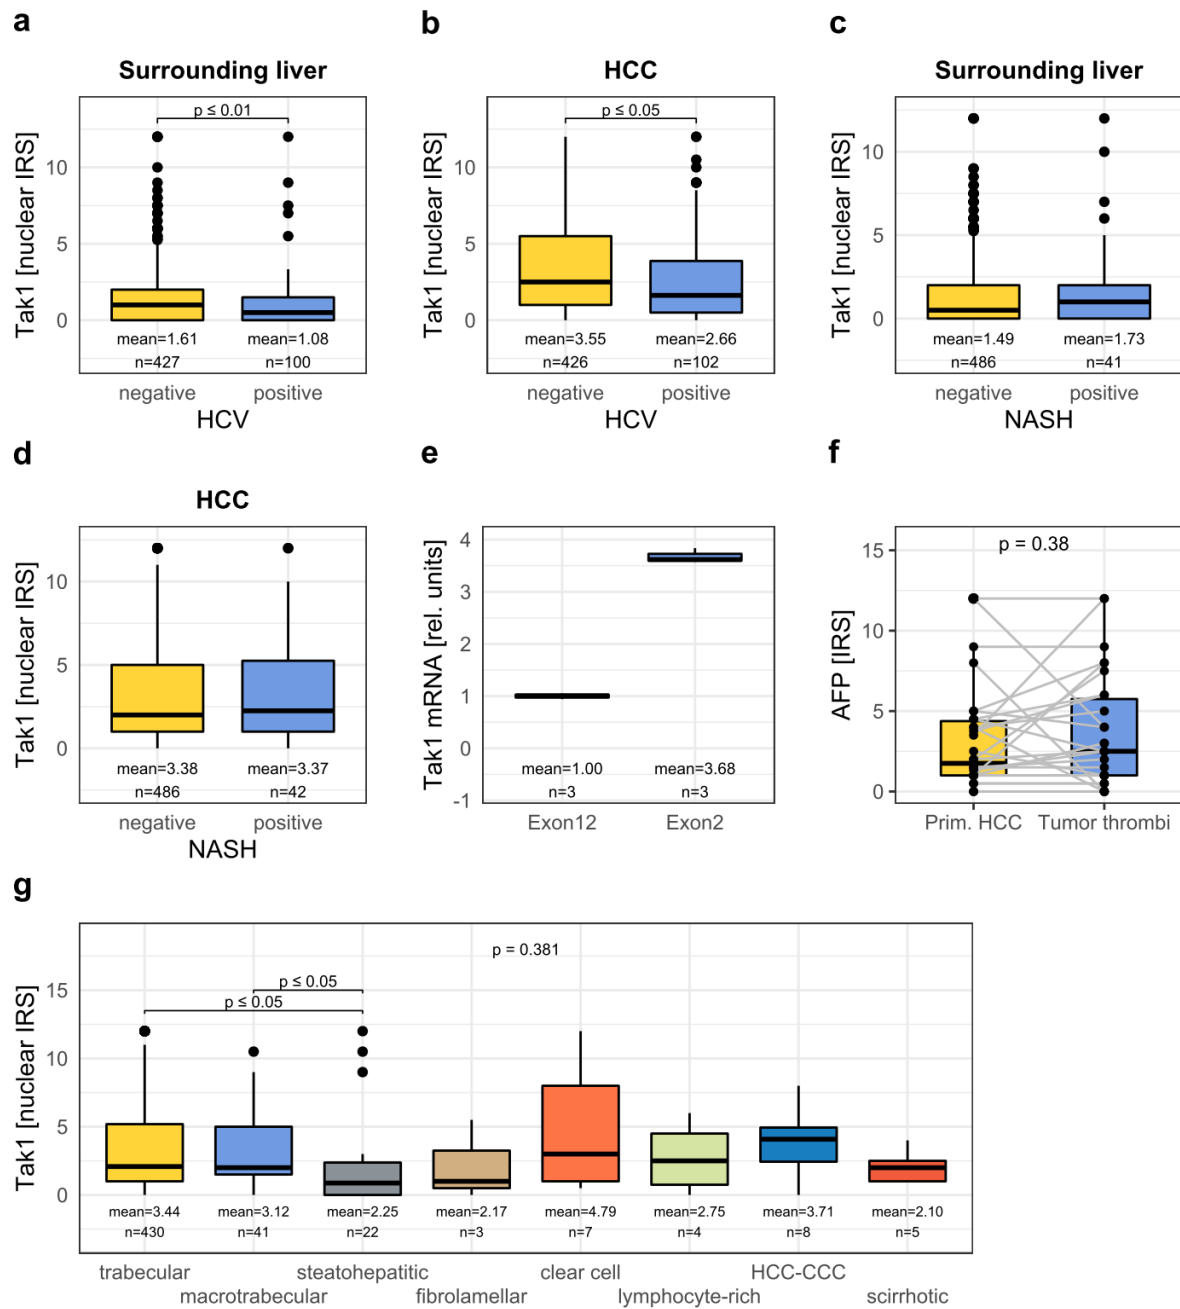 a
Surrounding liver
Tak1 [nuclear IRS]
10
5
0
p ≤ 0.01
mean=1.61
mean=1.08
n=427
n=100
negative
positive
HCV
b
HCC
Tak1 [nuclear IRS]
10
5
0
p ≤ 0.05
mean=3.55
mean=2.66
n=426
n=102
negative
positive
HCV
c
Surrounding liver
Tak1 [nuclear IRS]
10
5
0
mean=1.49
mean=1.73
n=486
n=41
negative
positive
NASH
d
HCC
Tak1 [nuclear IRS]
10
5
0
mean=3.38
mean=3.37
n=486
n=42
negative
positive
NASH
e
Tak1 mRNA [rel. units]
4
3
2
1
0
-1
mean=1.00
mean=3.68
n=3
n=3
Exon12
Exon2
f
AFP [IRS]
15
10
5
0
p = 0.38
Prim. HCC
Tumor thrombi
g
Tak1 [nuclear IRS]
15
10
5
0
p = 0.381
p ≤ 0.05
p ≤ 0.05
mean=3.44
mean=3.12
mean=2.25
mean=2.17
mean=4.79
mean=2.75
mean=3.71
mean=2.10
n=430
n=41
n=22
n=3
n=7
n=4
n=8
n=5
trabecular
macrotrabecular
steatohepatitic
fibrolamellar
clear cell
lymphocyte-rich
HCC-CCC
scirrhotic